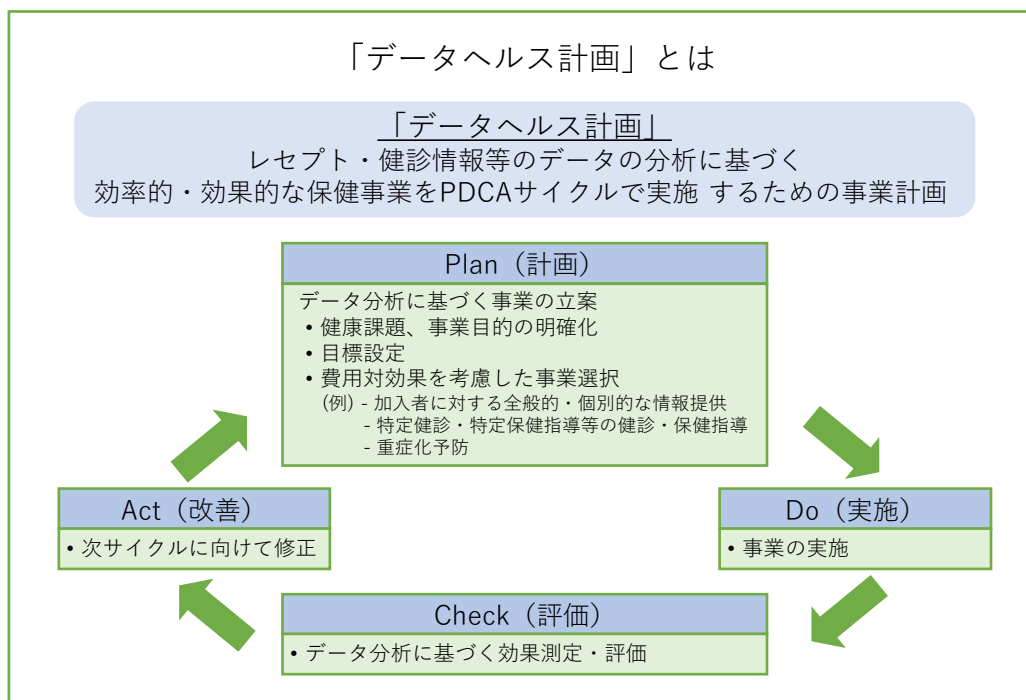 「データヘルス計画」とは
「データヘルス計画」
レセプト・健診情報等のデータの分析に基づく
効率的・効果的な保健事業をPDCAサイクルで実施 するための事業計画
Plan（計画）
データ分析に基づく事業の立案
• 健康課題、事業目的の明確化
• 目標設定
• 費用対効果を考慮した事業選択
(例) - 加入者に対する全般的・個別的な情報提供
- 特定健診・特定保健指導等の健診・保健指導
- 重症化予防
Do（実施）
• 事業の実施
Check（評価）
• データ分析に基づく効果測定・評価
Act（改善）
• 次サイクルに向けて修正